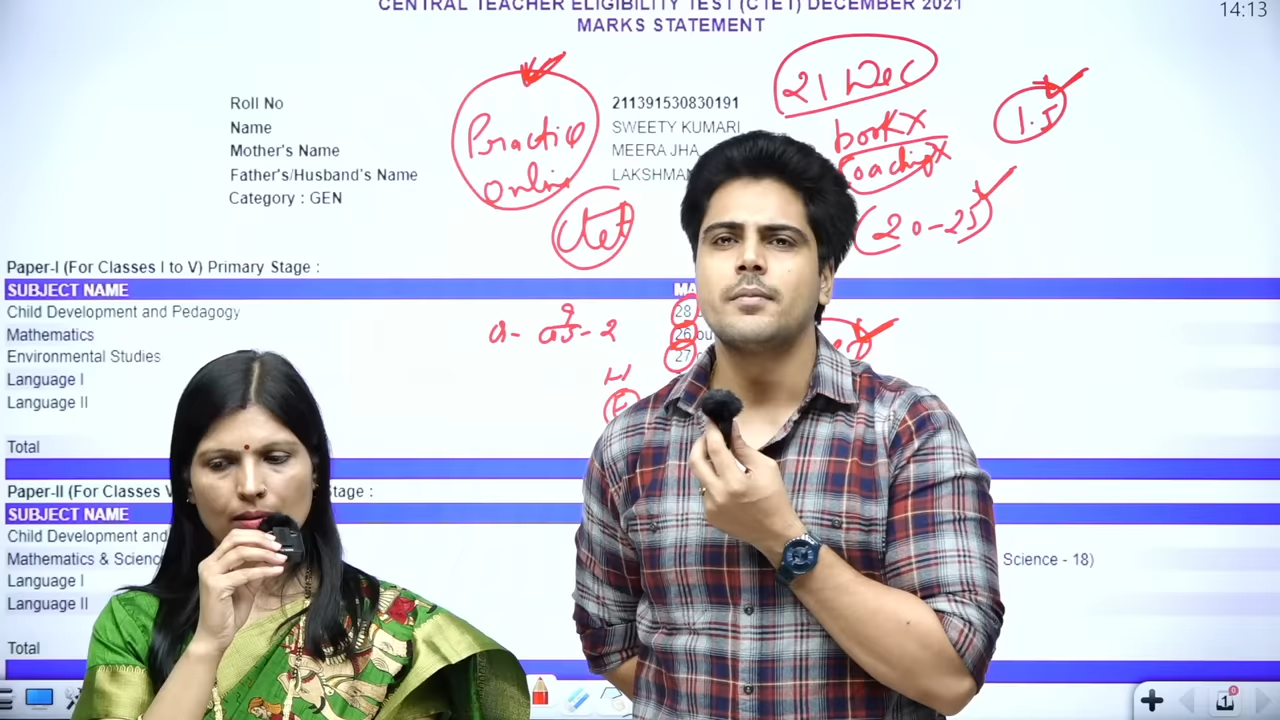 CENTRAL TEACHER ELIGIBILITY TEST (CTET) DECEMBER 2021
MARKS STATEMENT
14:13
Roll No 211391530830191
Name SWEETY KUMARI
Mother's Name MEERA JHA
Father's/Husband's Name LAKSHMAN
Category : GEN
Practice
Online
Ctet
21 Dec
book x
Coaching x
(20-25)
1.5
Paper-I (For Classes I to V) Primary Stage :
SUBJECT NAME MA
Child Development and Pedagogy 28
Mathematics 26 ou
Environmental Studies 27
Language I
Language II
Total
Paper-II (For Classes V Stage :
SUBJECT NAME
Child Development and
Mathematics & Scienc Science - 18)
Language I
Language II
Total
1